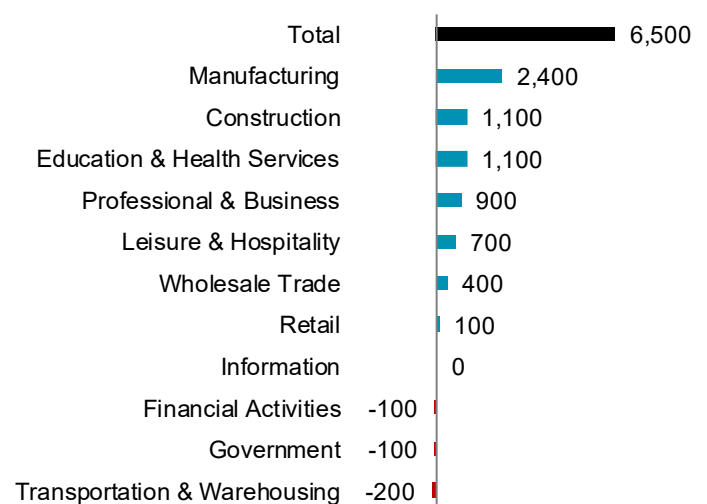 Total 6,500
Manufacturing 2,400
Construction 1,100
Education & Health Services 1,100
Professional & Business 900
Leisure & Hospitality 700
Wholesale Trade 400
Retail 100
Information 0
Financial Activities -100
Government -100
Transportation & Warehousing -200